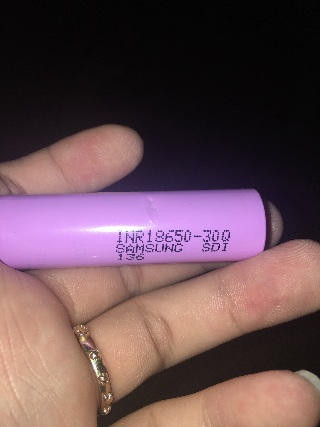 INR18650-30Q
SAMSUNG SDI
136